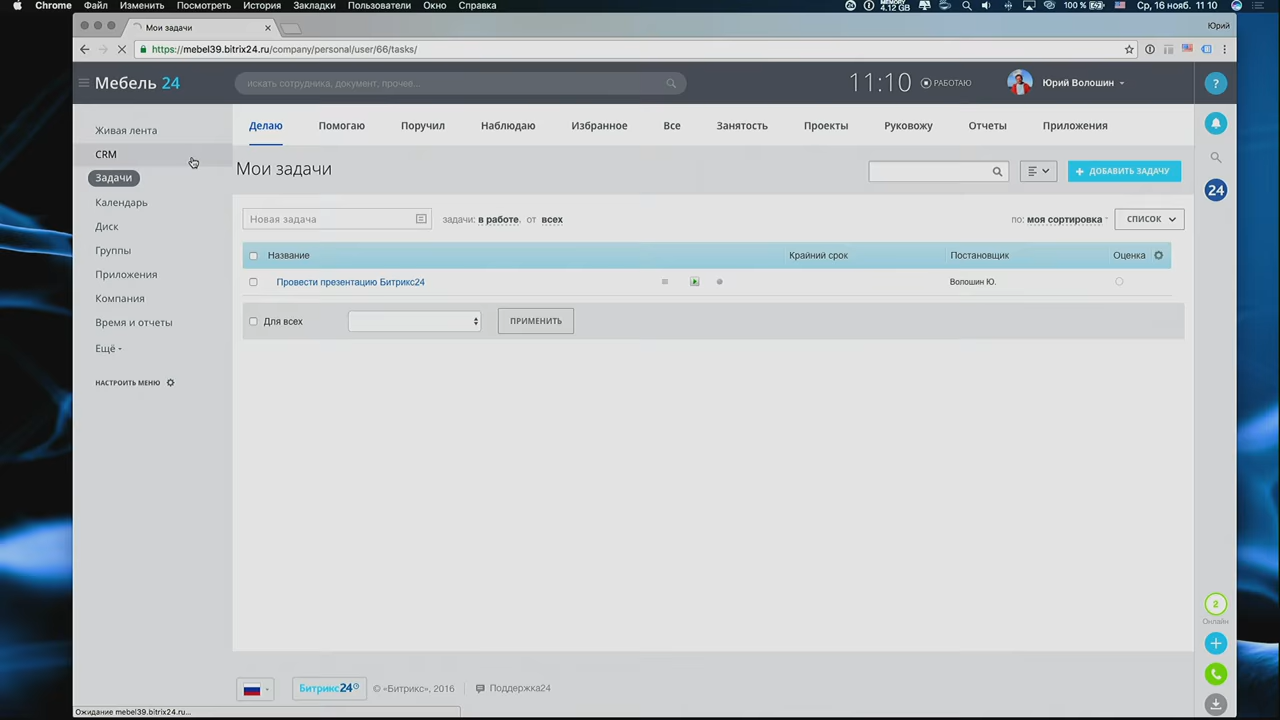 Chrome Файл Изменить Посмотреть История Закладки Пользователи Окно Справка MEMORY 4.12 GB 100 % Ср, 16 нояб. 11 10
Мои задачи Юрий
https://mebel39.bitrix24.ru/company/personal/user/66/tasks/
Мебель 24 искать сотрудника, документ, прочее... 11:10 РАБОТАЮ Юрий Волошин ?
Живая лента
CRM
Задачи
Календарь
Диск
Группы
Приложения
Компания
Время и отчеты
Ещё
НАСТРОИТЬ МЕНЮ
Делаю Помогаю Поручил Наблюдаю Избранное Все Занятость Проекты Руковожу Отчеты Приложения
Мои задачи + ДОБАВИТЬ ЗАДАЧУ
24
Новая задача задачи: в работе, от всех по: моя сортировка СПИСОК
Название Крайний срок Постановщик Оценка
Провести презентацию Битрикс24 Волошин Ю.
Для всех ПРИМЕНИТЬ
2
Онлайн
Битрикс24 © «Битрикс», 2016 Поддержка24
Ожидание mebel39.bitrix24.ru...